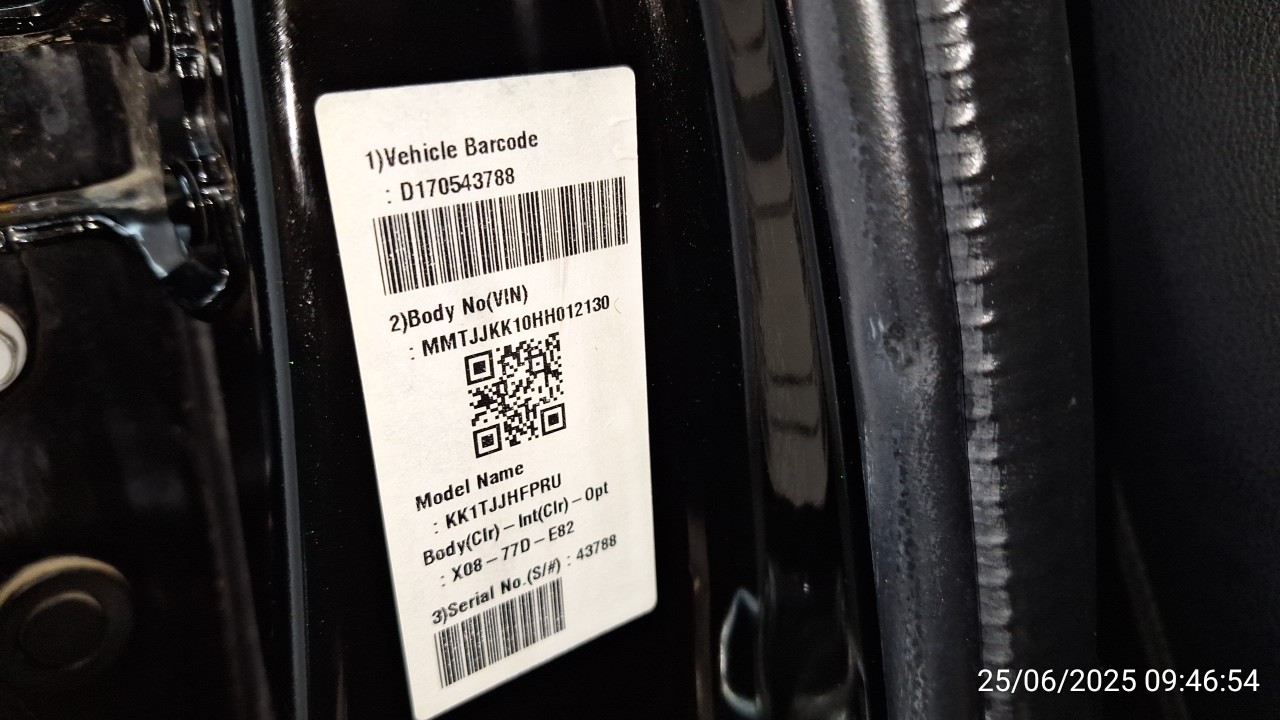 1)Vehicle Barcode
: D170543788
2)Body No(VIN)
: MMTJJKK10HH012130
Model Name
: KK1TJJHFPRU
Body(Clr)–Int(Clr)–Opt
: X08–77D–E82
3)Serial No.(S/#) : 43788
25/06/2025 09:46:54